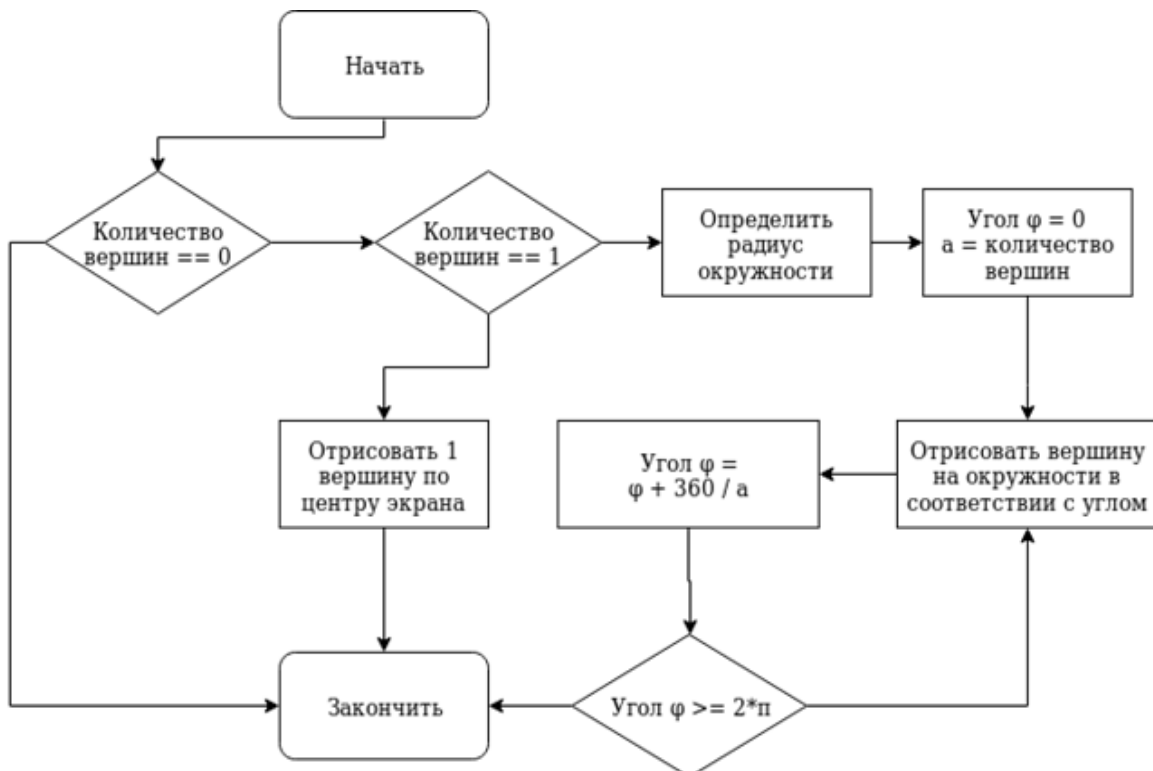 Начать
Количество
вершин == 0
Количество
вершин == 1
Определить
радиус
окружности
Угол φ = 0
a = количество
вершин
Отрисовать 1
вершину по
центру экрана
Угол φ =
φ + 360 / a
Отрисовать вершину
на окружности в
соответствии с углом
Закончить
Угол φ >= 2*п